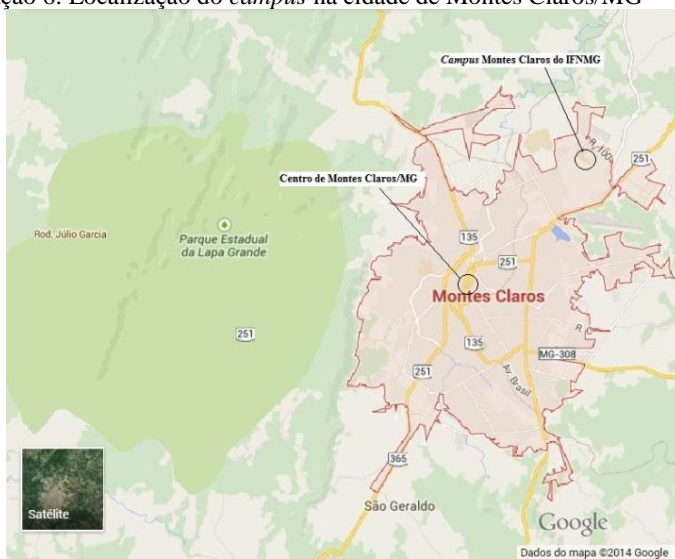 ção 6: Localização do campus na cidade de Montes Claros/MG
Campus Montes Claros do IFNMG
R. 100
251
Centro de Montes Claros/MG
Rod. Júlio Garcia
Parque Estadual
da Lapa Grande
135
251
Montes Claros
R.
251
135
MG-308
251
Av. Brasil
365
São Geraldo
Satélite
Google
Dados do mapa ©2014 Google